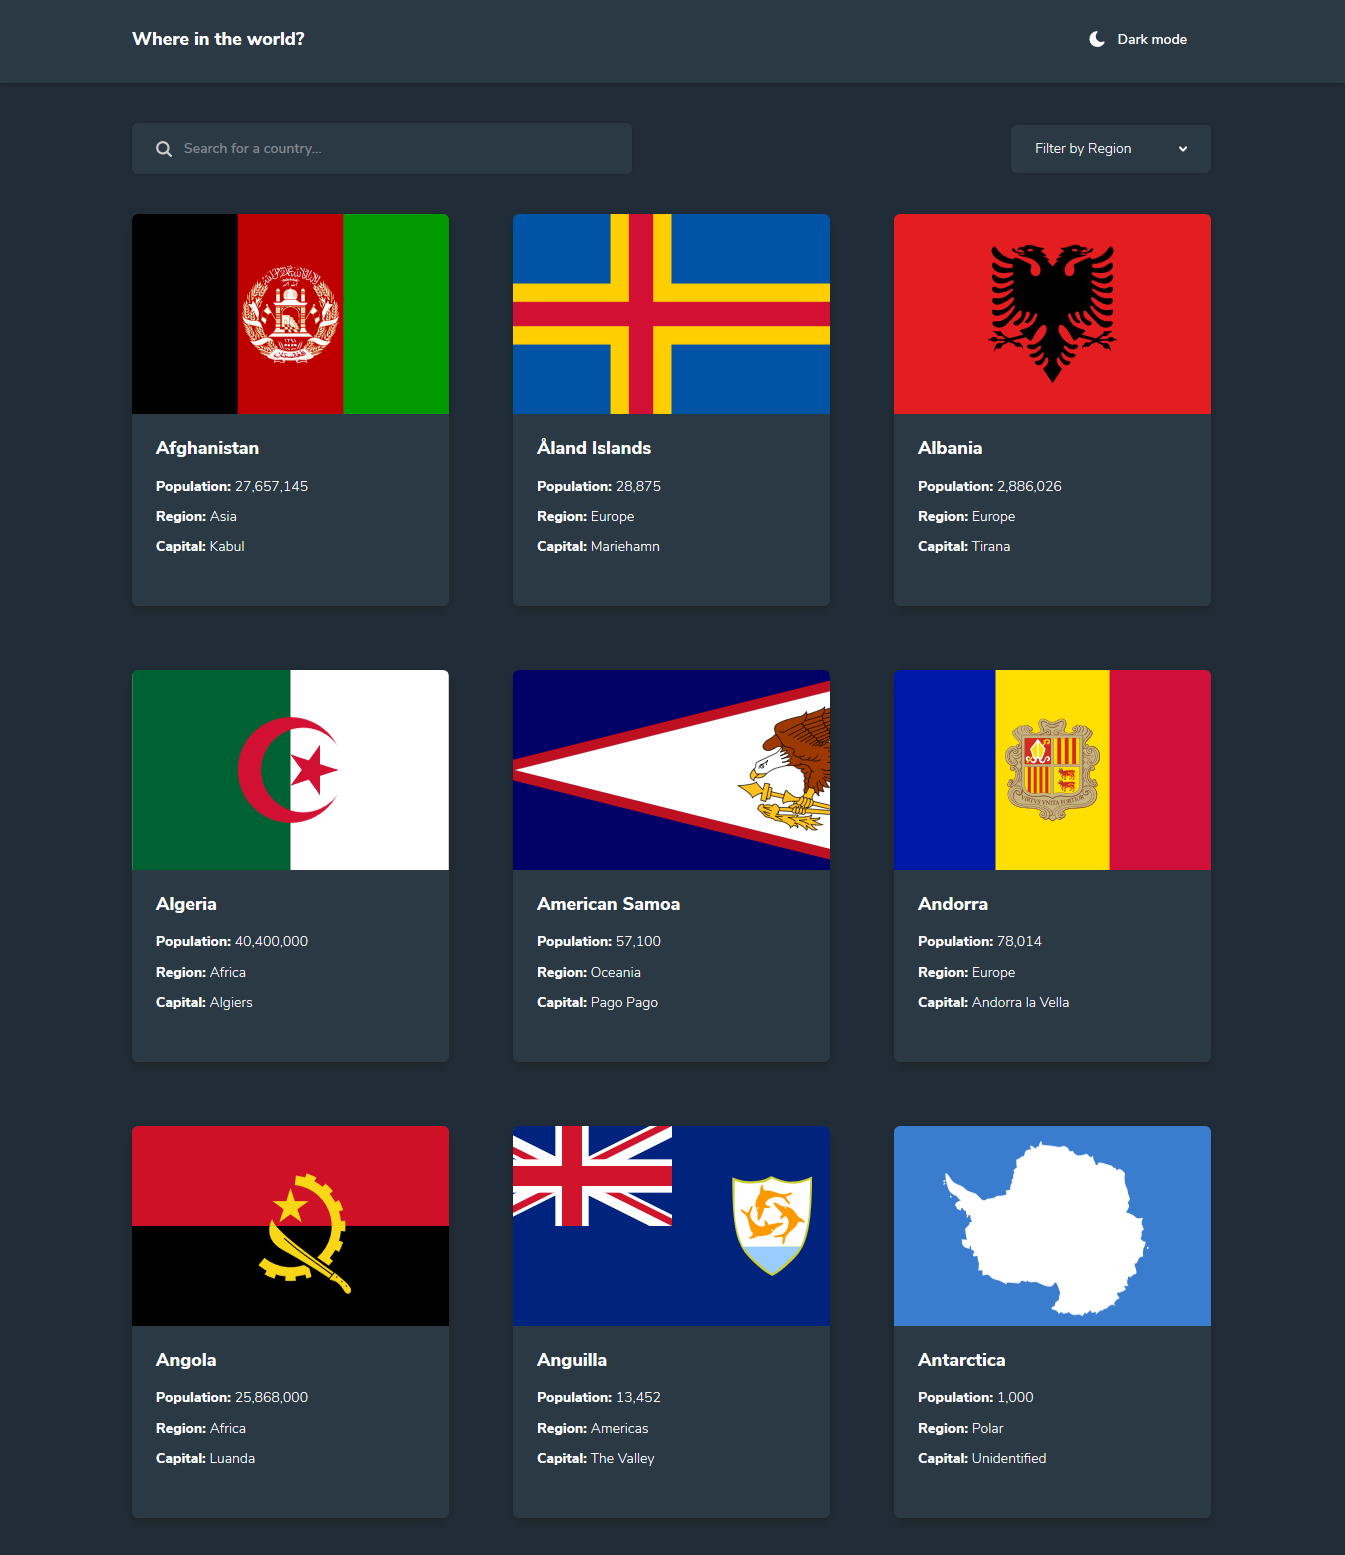 Where in the world?
Dark mode
Search for a country...
Filter by Region
Afghanistan
Population: 27,657,145
Region: Asia
Capital: Kabul
Åland Islands
Population: 28,875
Region: Europe
Capital: Mariehamn
Albania
Population: 2,886,026
Region: Europe
Capital: Tirana
VIRTVS VNITA FORTIOR
Algeria
Population: 40,400,000
Region: Africa
Capital: Algiers
American Samoa
Population: 57,100
Region: Oceania
Capital: Pago Pago
Andorra
Population: 78,014
Region: Europe
Capital: Andorra la Vella
Angola
Population: 25,868,000
Region: Africa
Capital: Luanda
Anguilla
Population: 13,452
Region: Americas
Capital: The Valley
Antarctica
Population: 1,000
Region: Polar
Capital: Unidentified